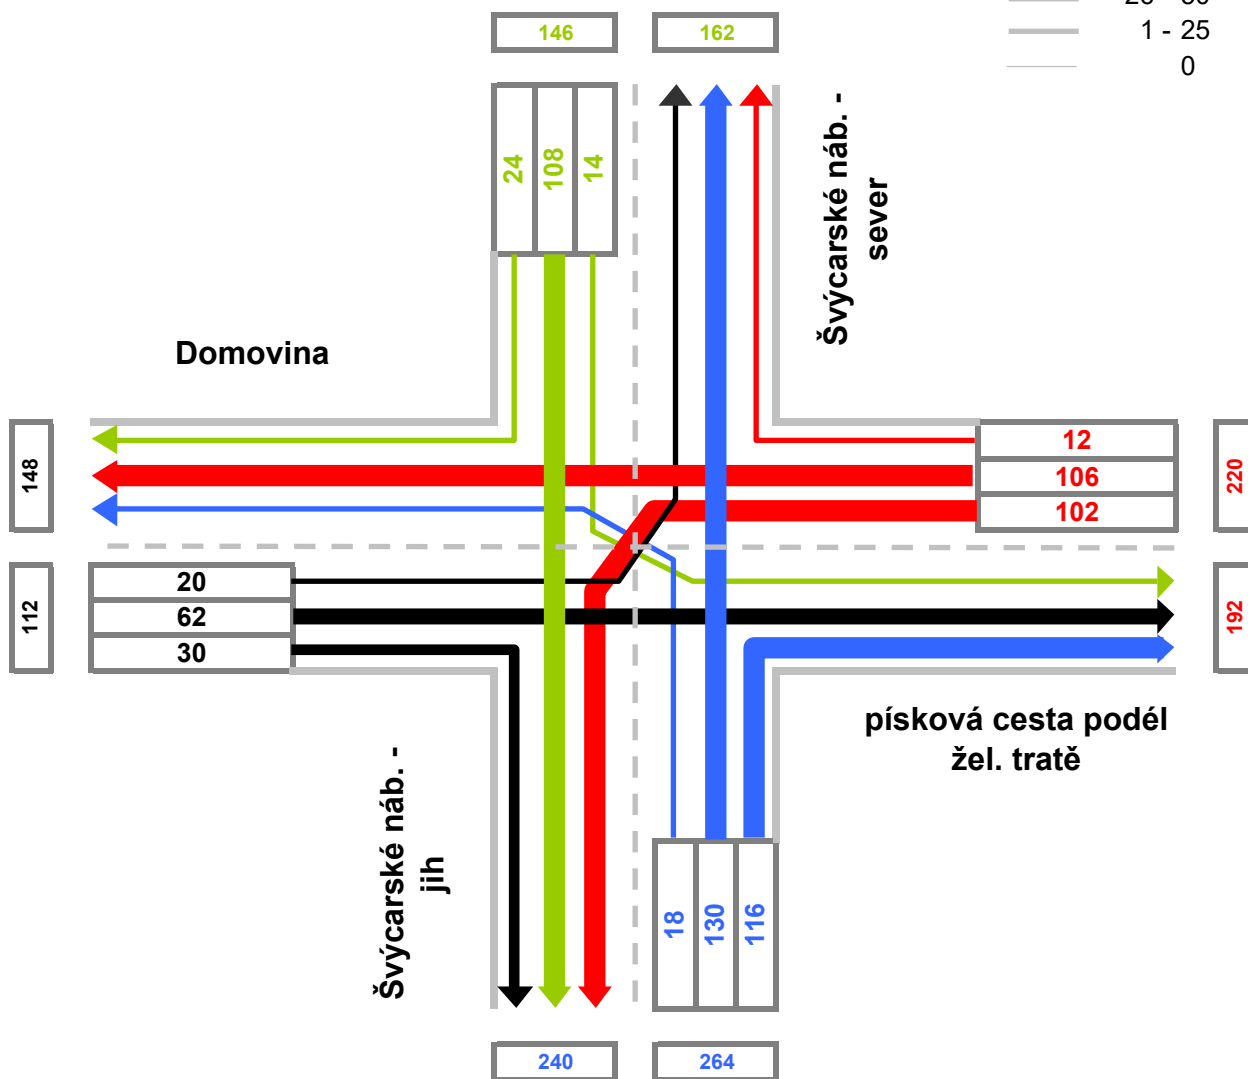 146
162
1 - 25
0
24
108
14
Švýcarské náb. -
sever
Domovina
148
12
106
102
220
112
20
62
30
192
písková cesta podél
žel. tratě
Švýcarské náb. -
jih
18
130
116
240
264